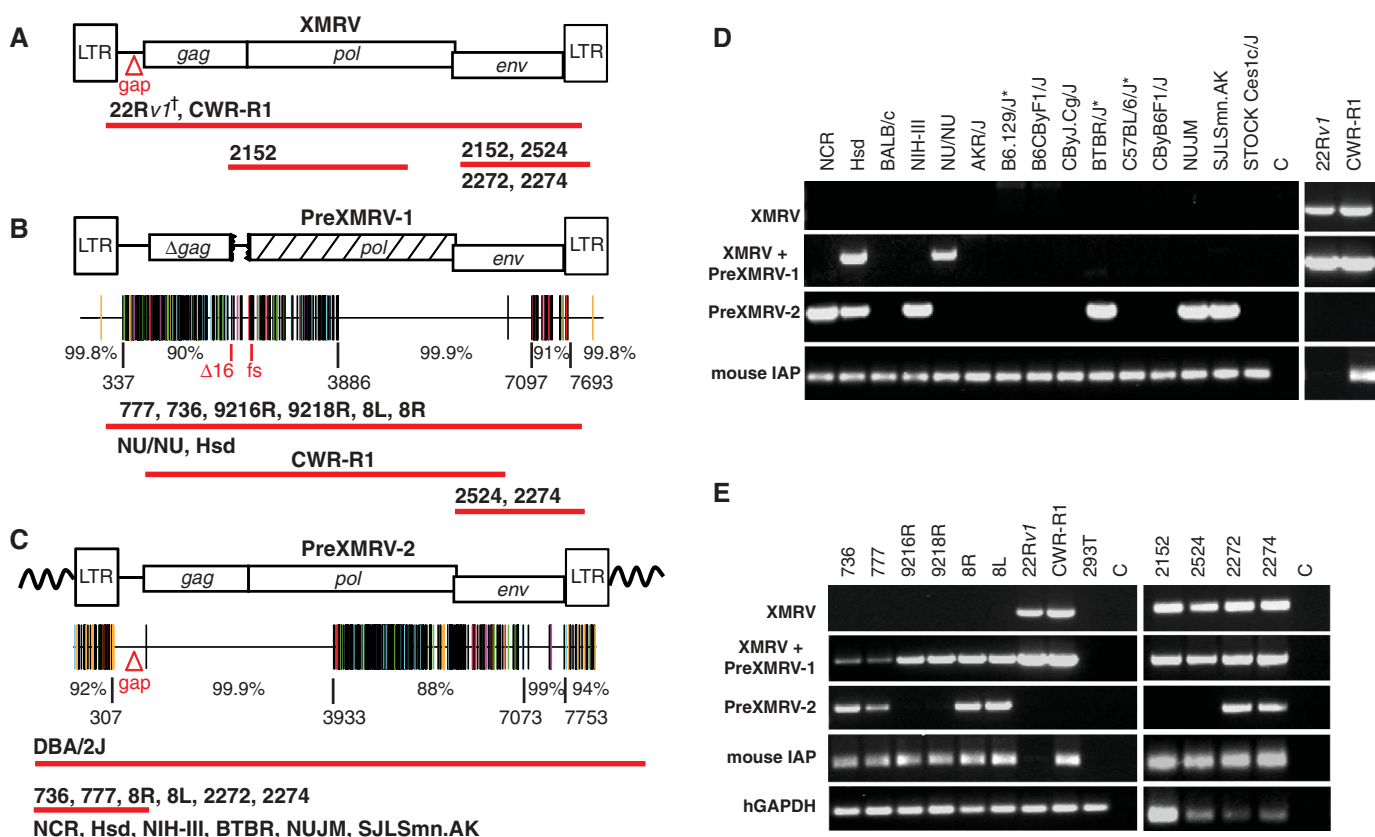 A
XMRV
LTR
gag
pol
env
LTR
gap
22Rv1†, CWR-R1
2152
2152, 2524
2272, 2274
B
PreXMRV-1
LTR
Δgag
pol
env
LTR
99.8%
90%
99.9%
91%
99.8%
Δ16
fs
337
3886
7097
7693
777, 736, 9216R, 9218R, 8L, 8R
NU/NU, Hsd
CWR-R1
2524, 2274
C
PreXMRV-2
LTR
gag
pol
env
LTR
gap
92%
99.9%
88%
99%
94%
307
3933
7073
7753
DBA/2J
736, 777, 8R, 8L, 2272, 2274
NCR, Hsd, NIH-III, BTBR, NUJM, SJLSmn.AK
D
NCR
Hsd
BALB/c
NIH-III
NU/NU
AKR/J
B6.129/J*
B6CByF1/J
CByJ.Cg/J
BTBR/J*
C57BL/6/J*
CByB6F1/J
NUJM
SJLSmn.AK
STOCK Ces1c/J
C
22Rv1
CWR-R1
XMRV
XMRV +
PreXMRV-1
PreXMRV-2
mouse IAP
E
736
777
9216R
9218R
8R
8L
22Rv1
CWR-R1
293T
C
2152
2524
2272
2274
C
XMRV
XMRV +
PreXMRV-1
PreXMRV-2
mouse IAP
hGAPDH